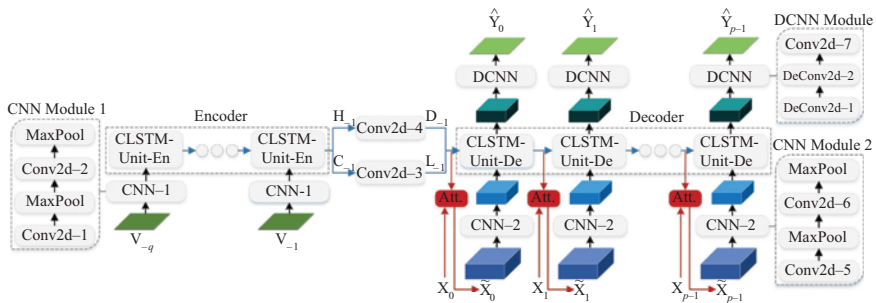 Ŷ₀ Ŷ₁ Ŷₚ₋₁ DCNN Module
Conv2d–7
DCNN DCNN DCNN DeConv2d–2
CNN Module 1 Encoder H₋₁ D₋₁ Decoder DeConv2d–1
MaxPool CLSTM-Unit-En CLSTM-Unit-En Conv2d–4 CLSTM-Unit-De CLSTM-Unit-De CLSTM-Unit-De CNN Module 2
Conv2d–2 C₋₁ Conv2d–3 L₋₁ MaxPool
MaxPool CNN–1 CNN-1 Att. Att. Att. Conv2d–6
Conv2d–1 CNN–2 CNN–2 CNN–2 MaxPool
V₋q V₋₁ Conv2d–5
X₀ X̃₀ X₁ X̃₁ Xₚ₋₁ X̃ₚ₋₁